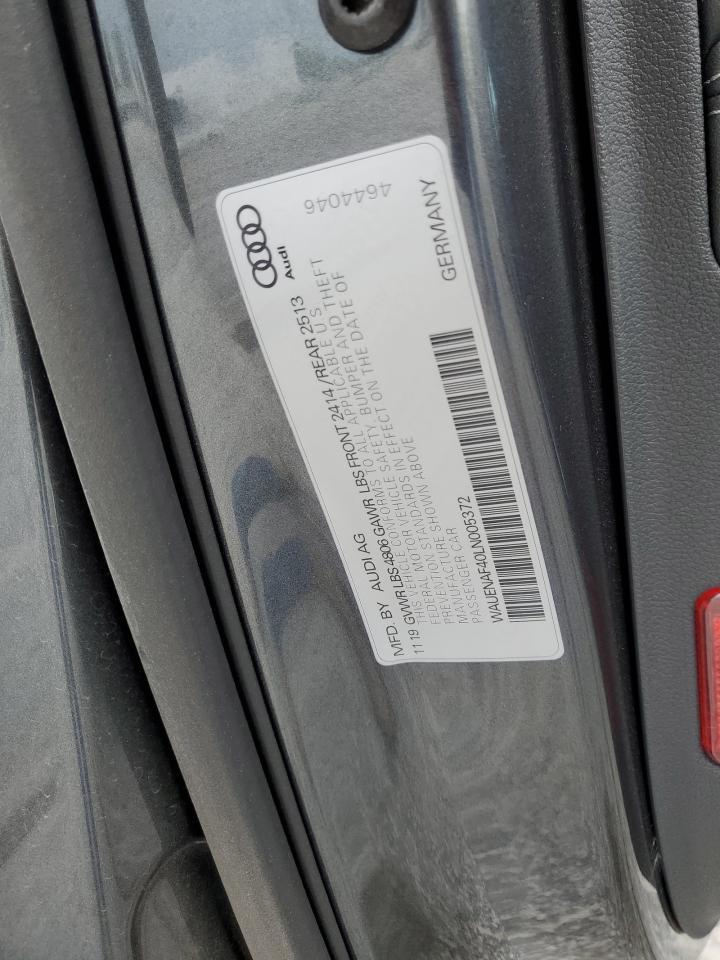 4644046
Audi
GERMANY
MFD. BY AUDI AG
11 19 GVWR LBS 4806 GAWR LBS FRONT 2414/REAR 2513
THIS VEHICLE CONFORMS TO ALL APPLICABLE U.S.
FEDERAL MOTOR VEHICLE SAFETY, BUMPER AND THEFT
PREVENTION STANDARDS IN EFFECT ON THE DATE OF
MANUFACTURE SHOWN ABOVE
PASSENGER CAR
WAUENAF40LN005372